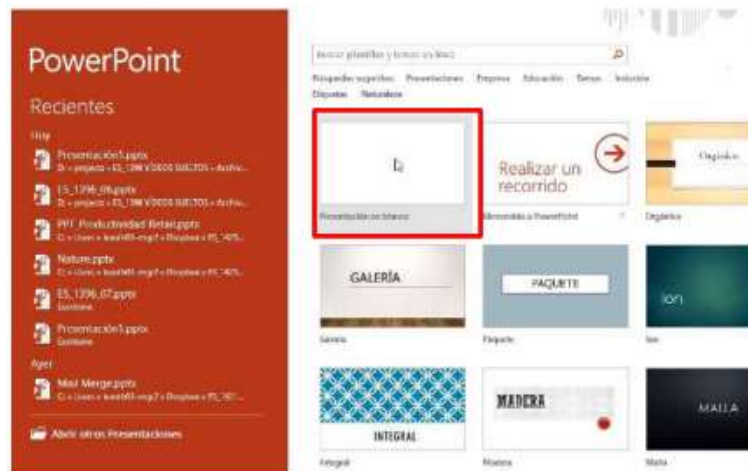 PowerPoint
Recientes
Hoy
Presentación1.pptx
ES_1396_06.pptx
PPT_Productividad Retail.pptx
Nature.pptx
ES_1396_07.pptx
Escritorio
Presentación1.pptx
Escritorio
Ayer
Mail Merge.pptx
Abrir otros Presentaciones
Buscar plantillas y temas en línea
Búsquedas sugeridas: Presentaciones Empresa Educación Temas Industria
Etiquetas Naturaleza
Presentación en blanco
Realizar un
recorrido
Bienvenido a PowerPoint
Orgánico
Orgánico
GALERÍA
Galería
PAQUETE
Paquete
Ion
Ion
INTEGRAL
Integral
MADERA
Madera
MALLA
Malla